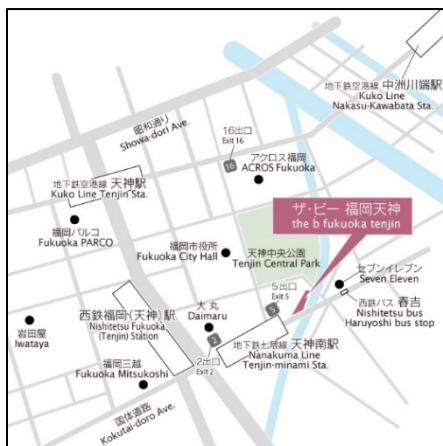 地下鉄空港線 中洲川端駅
Kuko Line
Nakasu-Kawabata Sta.
昭和通り
Showa-dori Ave.
16出口
Exit 16
16
アクロス福岡
ACROS Fukuoka
地下鉄空港線 天神駅
Kuko Line Tenjin Sta.
ザ・ビー 福岡天神
the b fukuoka tenjin
福岡パルコ
Fukuoka PARCO
福岡市役所
Fukuoka City Hall
天神中央公園
Tenjin Central Park
セブンイレブン
Seven Eleven
5出口
Exit 5
5
西鉄バス 春吉
Nishitetsu bus
Haruyoshi bus stop
西鉄福岡(天神)駅
Nishitetsu Fukuoka
(Tenjin) Station
大丸
Daimaru
岩田屋
Iwataya
2
2出口
Exit 2
地下鉄七隈線 天神南駅
Nanakuma Line
Tenjin-minami Sta.
福岡三越
Fukuoka Mitsukoshi
国体道路
Kokutai-doro Ave.